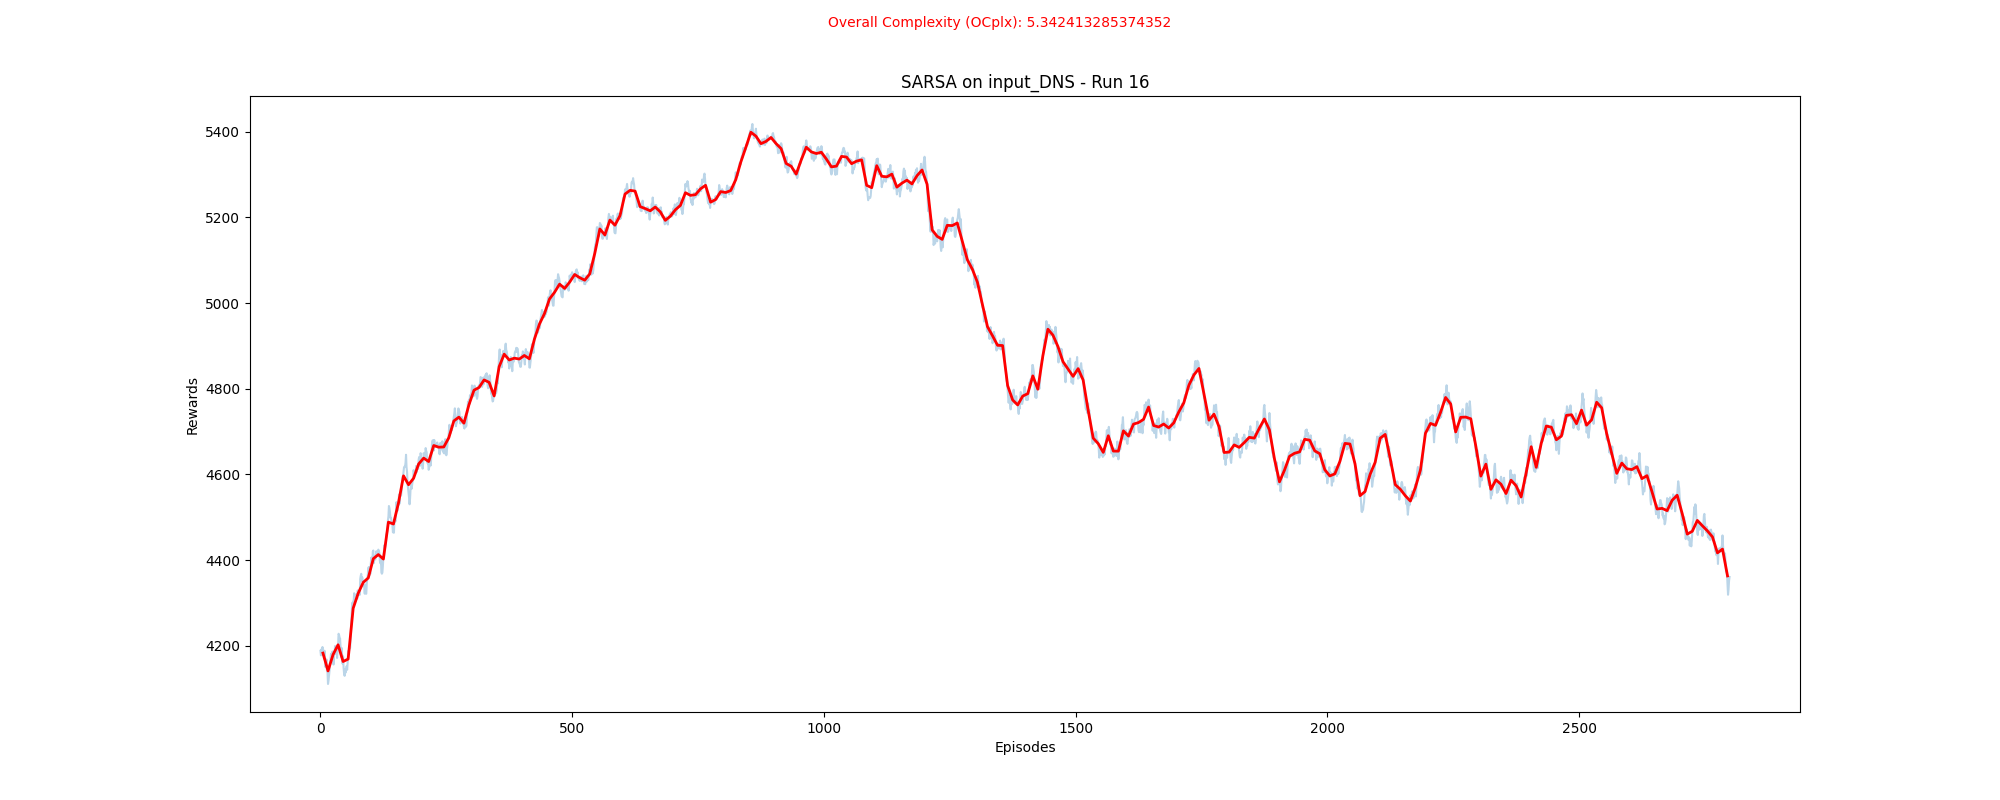 Overall Complexity (OCplx): 5.342413285374352
SARSA on input_DNS - Run 16
5400
5200
5000
4800
4600
4400
4200
Rewards
0 500 1000 1500 2000 2500
Episodes